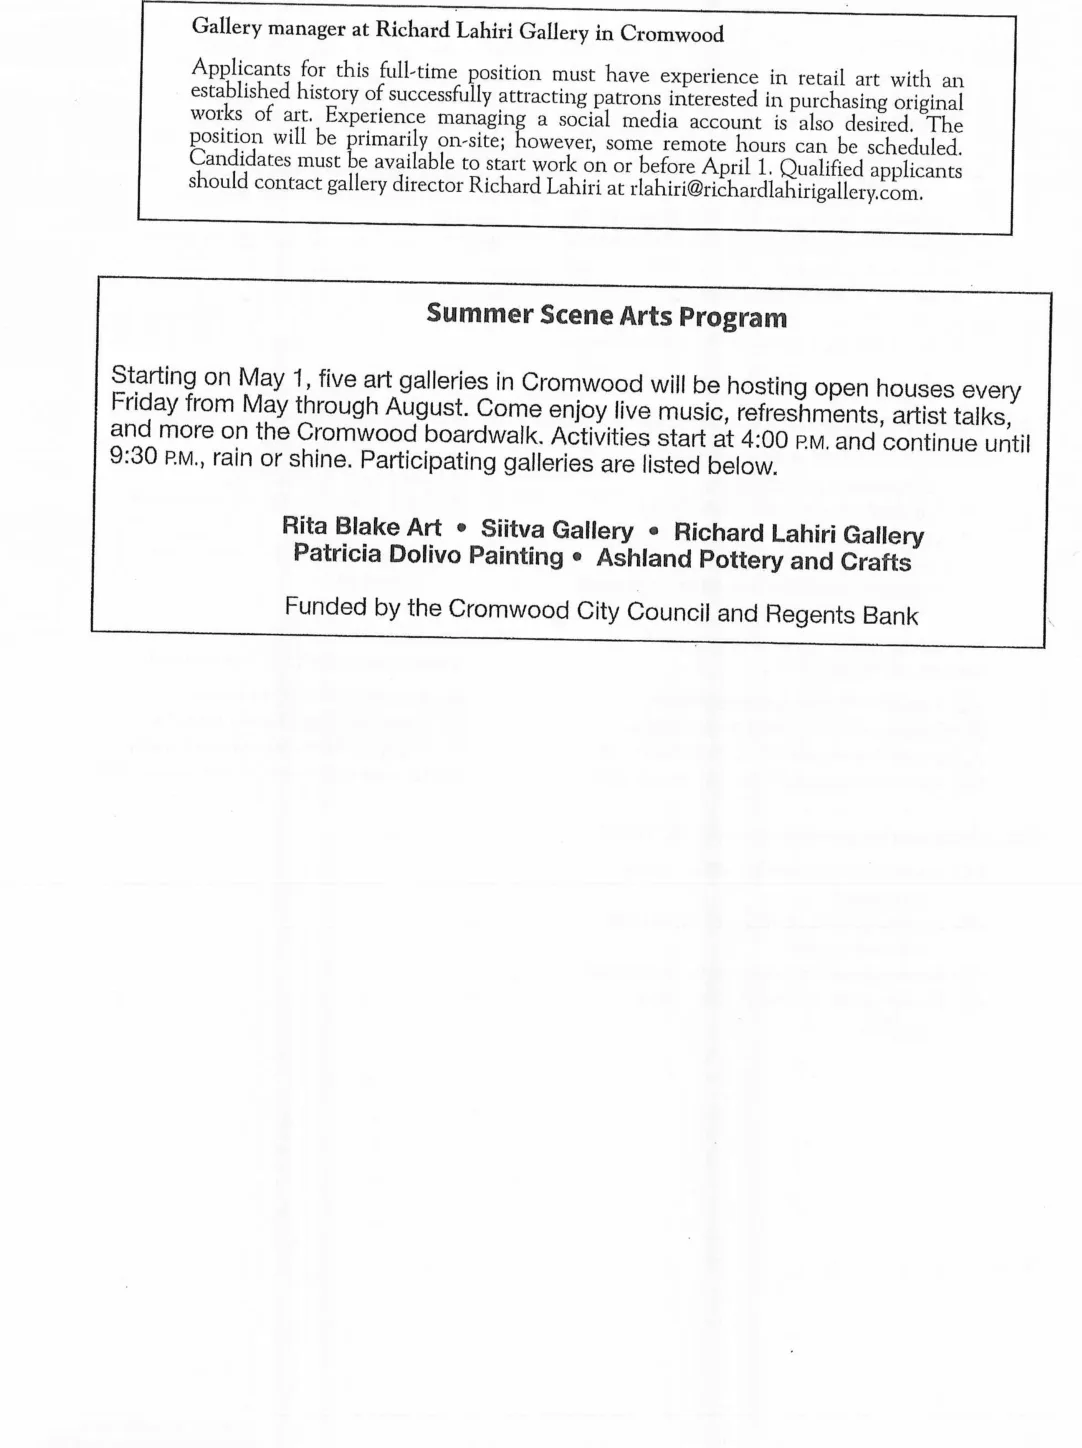 Gallery manager at Richard Lahiri Gallery in Cromwood
Applicants for this full-time position must have experience in retail art with an
established history of successfully attracting patrons interested in purchasing original
works of art. Experience managing a social media account is also desired. The
position will be primarily on-site; however, some remote hours can be scheduled.
Candidates must be available to start work on or before April 1. Qualified applicants
should contact gallery director Richard Lahiri at rlahiri@richardlahirigallery.com.
Summer Scene Arts Program
Starting on May 1, five art galleries in Cromwood will be hosting open houses every
Friday from May through August. Come enjoy live music, refreshments, artist talks,
and more on the Cromwood boardwalk. Activities start at 4:00 P.M. and continue until
9:30 P.M., rain or shine. Participating galleries are listed below.
Rita Blake Art • Siitva Gallery • Richard Lahiri Gallery
Patricia Dolivo Painting • Ashland Pottery and Crafts
Funded by the Cromwood City Council and Regents Bank